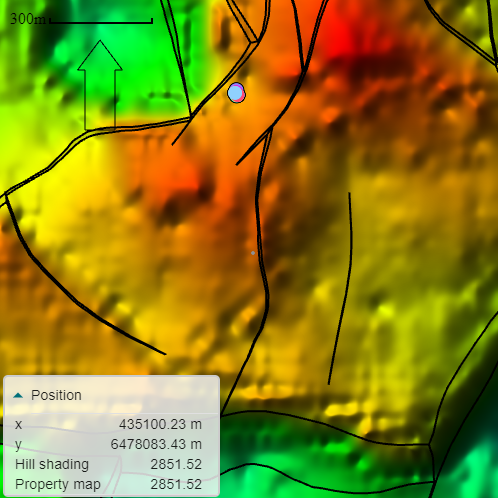 300m
Position
x 435100.23 m
y 6478083.43 m
Hill shading 2851.52
Property map 2851.52